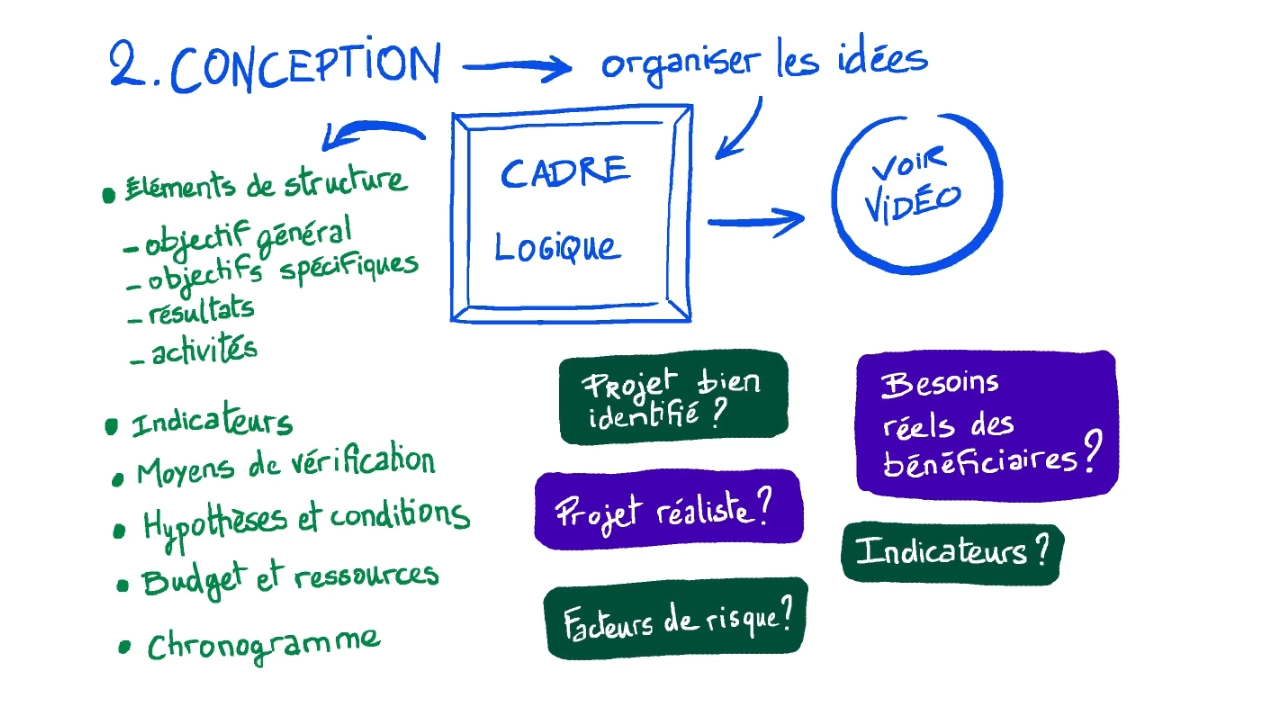 2. CONCEPTION → organiser les idées
CADRE
LOGIQUE
VOIR
VIDÉO
• Eléments de structure
- objectif général
- objectifs spécifiques
- résultats
- activités
• Indicateurs
• Moyens de vérification
• Hypothèses et conditions
• Budget et ressources
• Chronogramme
Projet bien
identifié ?
Projet réaliste ?
Facteurs de risque ?
Besoins
réels des
bénéficiaires ?
Indicateurs ?